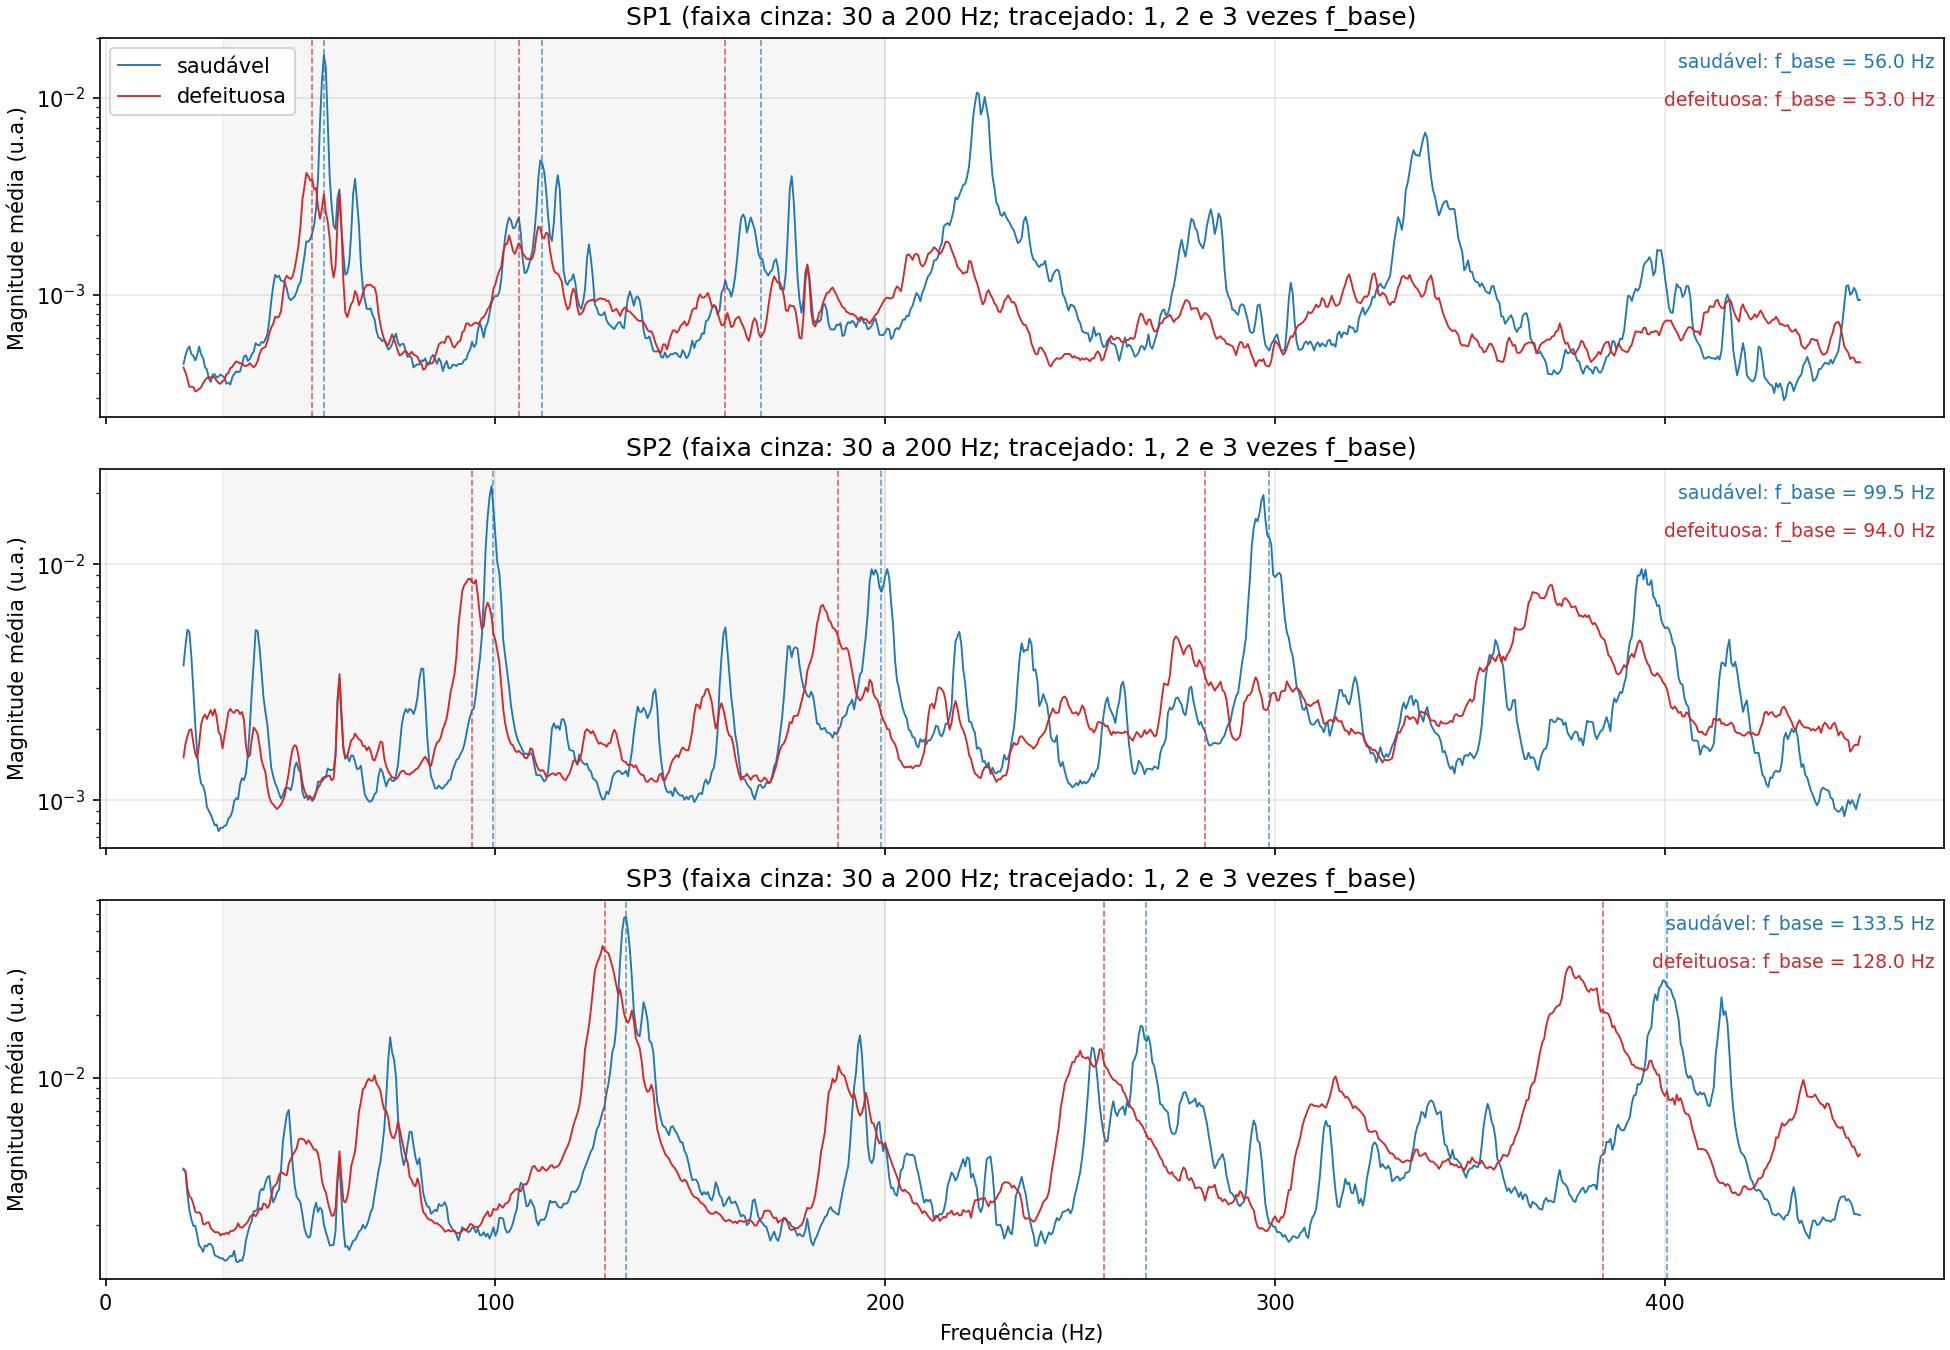 SP1 (faixa cinza: 30 a 200 Hz; tracejado: 1, 2 e 3 vezes f_base)
saudável
defeituosa
saudável: f_base = 56.0 Hz
defeituosa: f_base = 53.0 Hz
10⁻²
10⁻³
Magnitude média (u.a.)
SP2 (faixa cinza: 30 a 200 Hz; tracejado: 1, 2 e 3 vezes f_base)
saudável: f_base = 99.5 Hz
defeituosa: f_base = 94.0 Hz
10⁻²
10⁻³
Magnitude média (u.a.)
SP3 (faixa cinza: 30 a 200 Hz; tracejado: 1, 2 e 3 vezes f_base)
saudável: f_base = 133.5 Hz
defeituosa: f_base = 128.0 Hz
10⁻²
Magnitude média (u.a.)
0 100 200 300 400
Frequência (Hz)